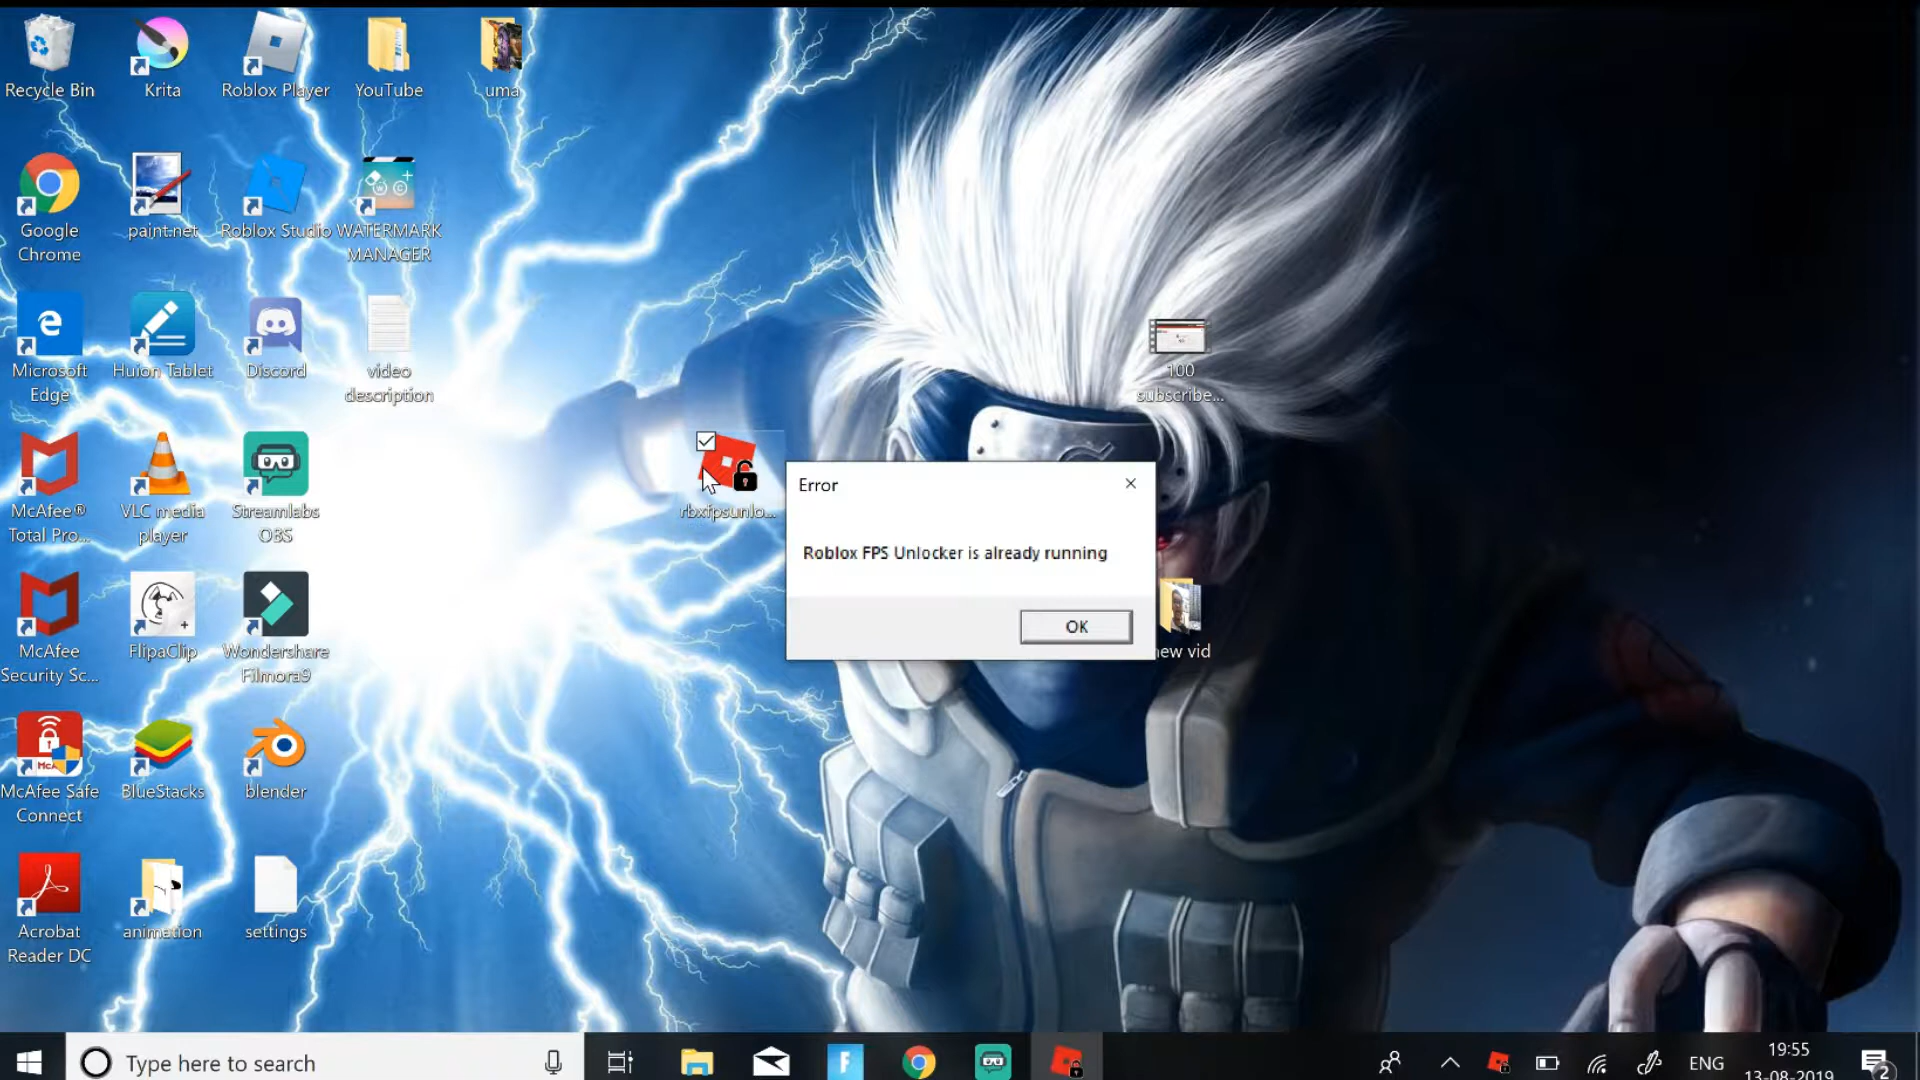 Recycle Bin
Krita
Roblox Player
YouTube
uma
Google
Chrome
paint.net
Roblox Studio
WATERMARK
MANAGER
Microsoft
Edge
Huion Tablet
Discord
video
description
100
subscribe...
McAfee®
Total Pro...
VLC media
player
Streamlabs
OBS
rbxfpsunlo...
Error
Roblox FPS Unlocker is already running
OK
McAfee
Security Sc...
FlipaClip
Wondershare
Filmora9
new vid
McAfee Safe
Connect
BlueStacks
blender
Acrobat
Reader DC
animation
settings
Type here to search
ENG
19:55
13-08-2019
2